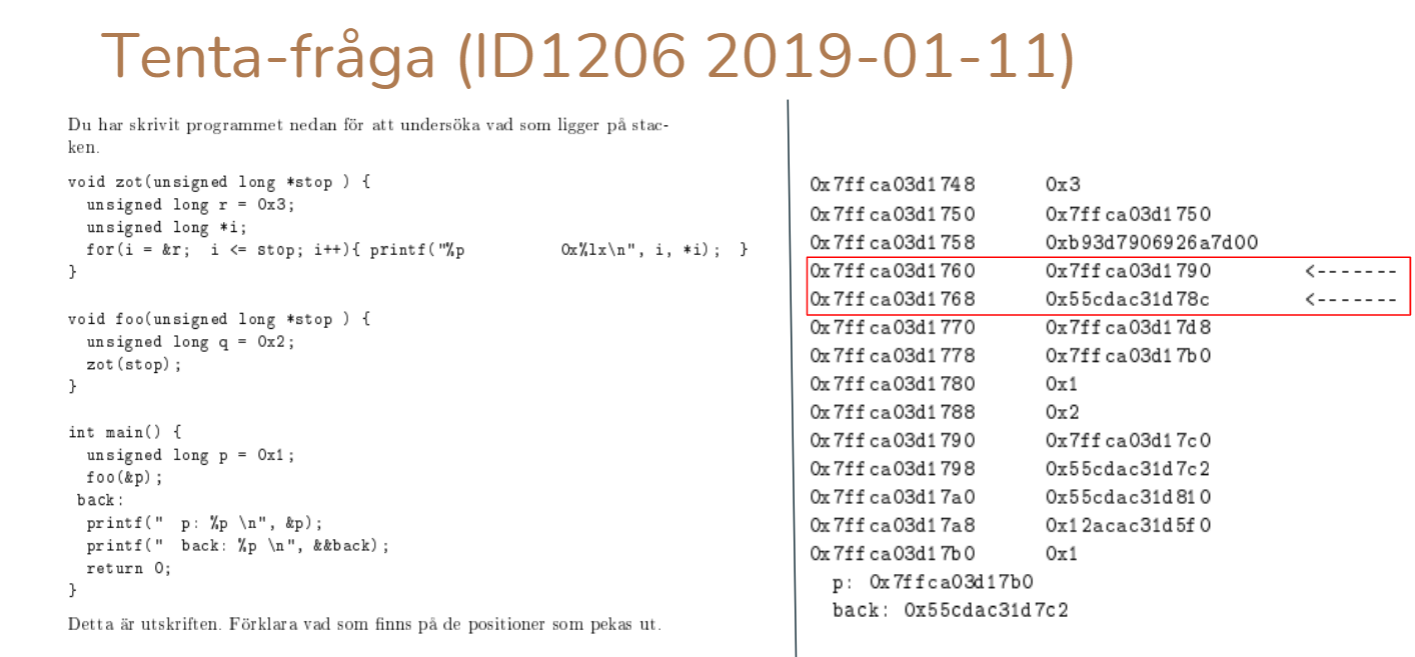 Tenta-fråga (ID1206 2019-01-11)
Du har skrivit programmet nedan för att undersöka vad som ligger på stac-
ken.
void zot(unsigned long *stop ) {
  unsigned long r = 0x3;
  unsigned long *i;
  for(i = &r;  i <= stop; i++){ printf("%p          0x%lx\n", i, *i); }
}
void foo(unsigned long *stop ) {
  unsigned long q = 0x2;
  zot(stop);
}
int main() {
  unsigned long p = 0x1;
  foo(&p);
 back:
  printf("  p: %p \n", &p);
  printf("  back: %p \n", &&back);
  return 0;
}
Detta är utskriften. Förklara vad som finns på de positioner som pekas ut.
0x7ffca03d1748      0x3
0x7ffca03d1750      0x7ffca03d1750
0x7ffca03d1758      0xb93d7906926a7d00
0x7ffca03d1760      0x7ffca03d1790      <-------
0x7ffca03d1768      0x55cdac31d78c      <-------
0x7ffca03d1770      0x7ffca03d17d8
0x7ffca03d1778      0x7ffca03d17b0
0x7ffca03d1780      0x1
0x7ffca03d1788      0x2
0x7ffca03d1790      0x7ffca03d17c0
0x7ffca03d1798      0x55cdac31d7c2
0x7ffca03d17a0      0x55cdac31d810
0x7ffca03d17a8      0x12acac31d5f0
0x7ffca03d17b0      0x1
  p: 0x7ffca03d17b0
  back: 0x55cdac31d7c2